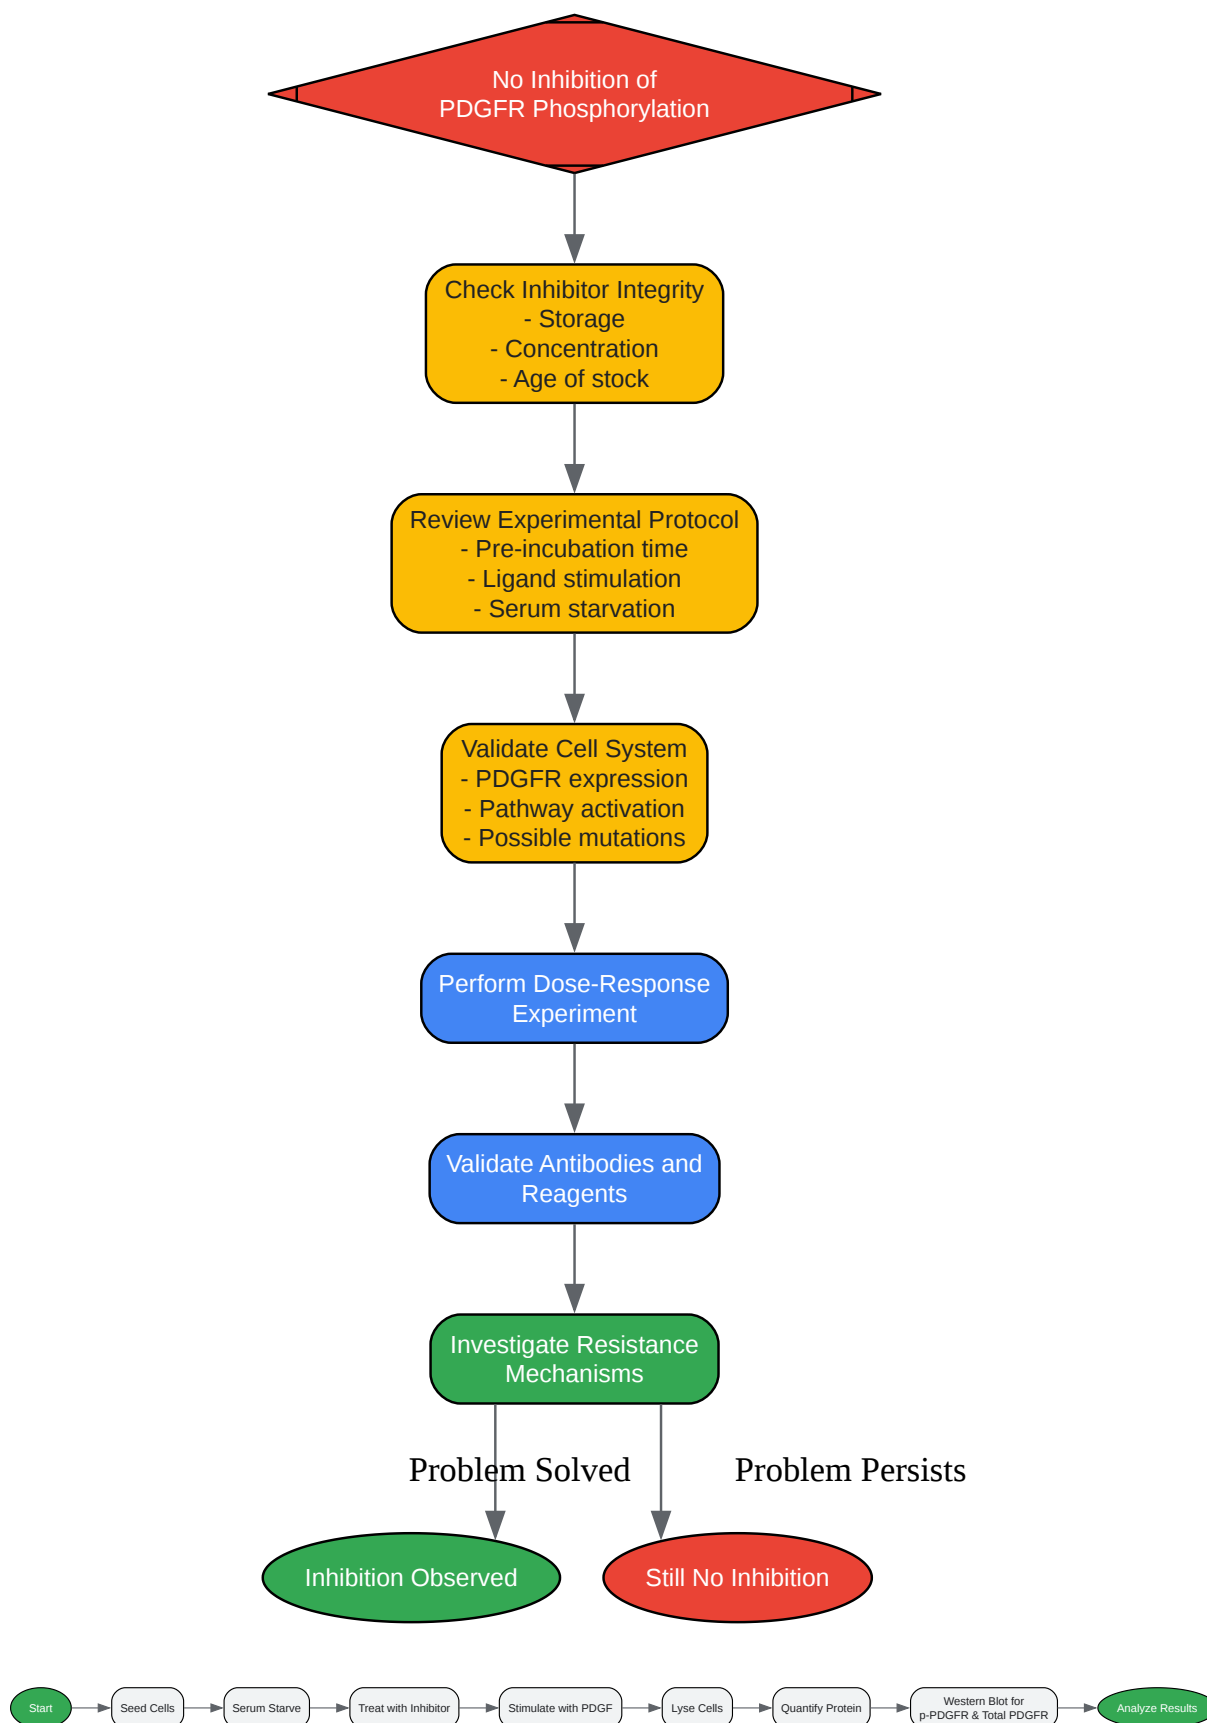 No Inhibition of
PDGFR Phosphorylation
Check Inhibitor Integrity
- Storage
- Concentration
- Age of stock
Review Experimental Protocol
- Pre-incubation time
- Ligand stimulation
- Serum starvation
Validate Cell System
- PDGFR expression
- Pathway activation
- Possible mutations
Perform Dose-Response
Experiment
Validate Antibodies and
Reagents
Investigate Resistance
Mechanisms
Problem Solved
Problem Persists
Inhibition Observed
Still No Inhibition
Start
Seed Cells
Serum Starve
Treat with Inhibitor
Stimulate with PDGF
Lyse Cells
Quantify Protein
Western Blot for
p-PDGFR & Total PDGFR
Analyze Results